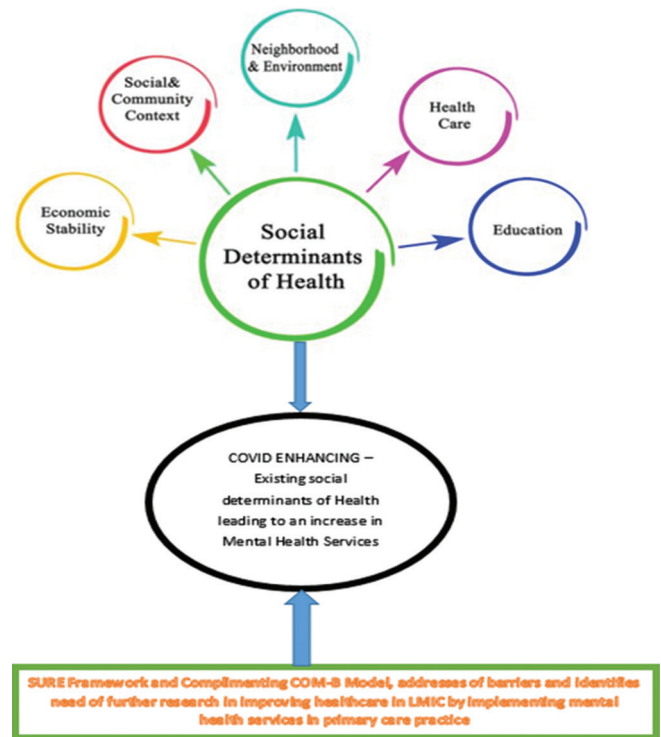 Neighborhood
& Environment
Social&
Community
Context
Health
Care
Economic
Stability
Education
Social
Determinants
of Health
COVID ENHANCING –
Existing social
determinants of Health
leading to an increase in
Mental Health Services
SURE Framework and Complimenting COM-B Model, addresses of barriers and identifies
need of further research in improving healthcare in LMIC by implementing mental
health services in primary care practice